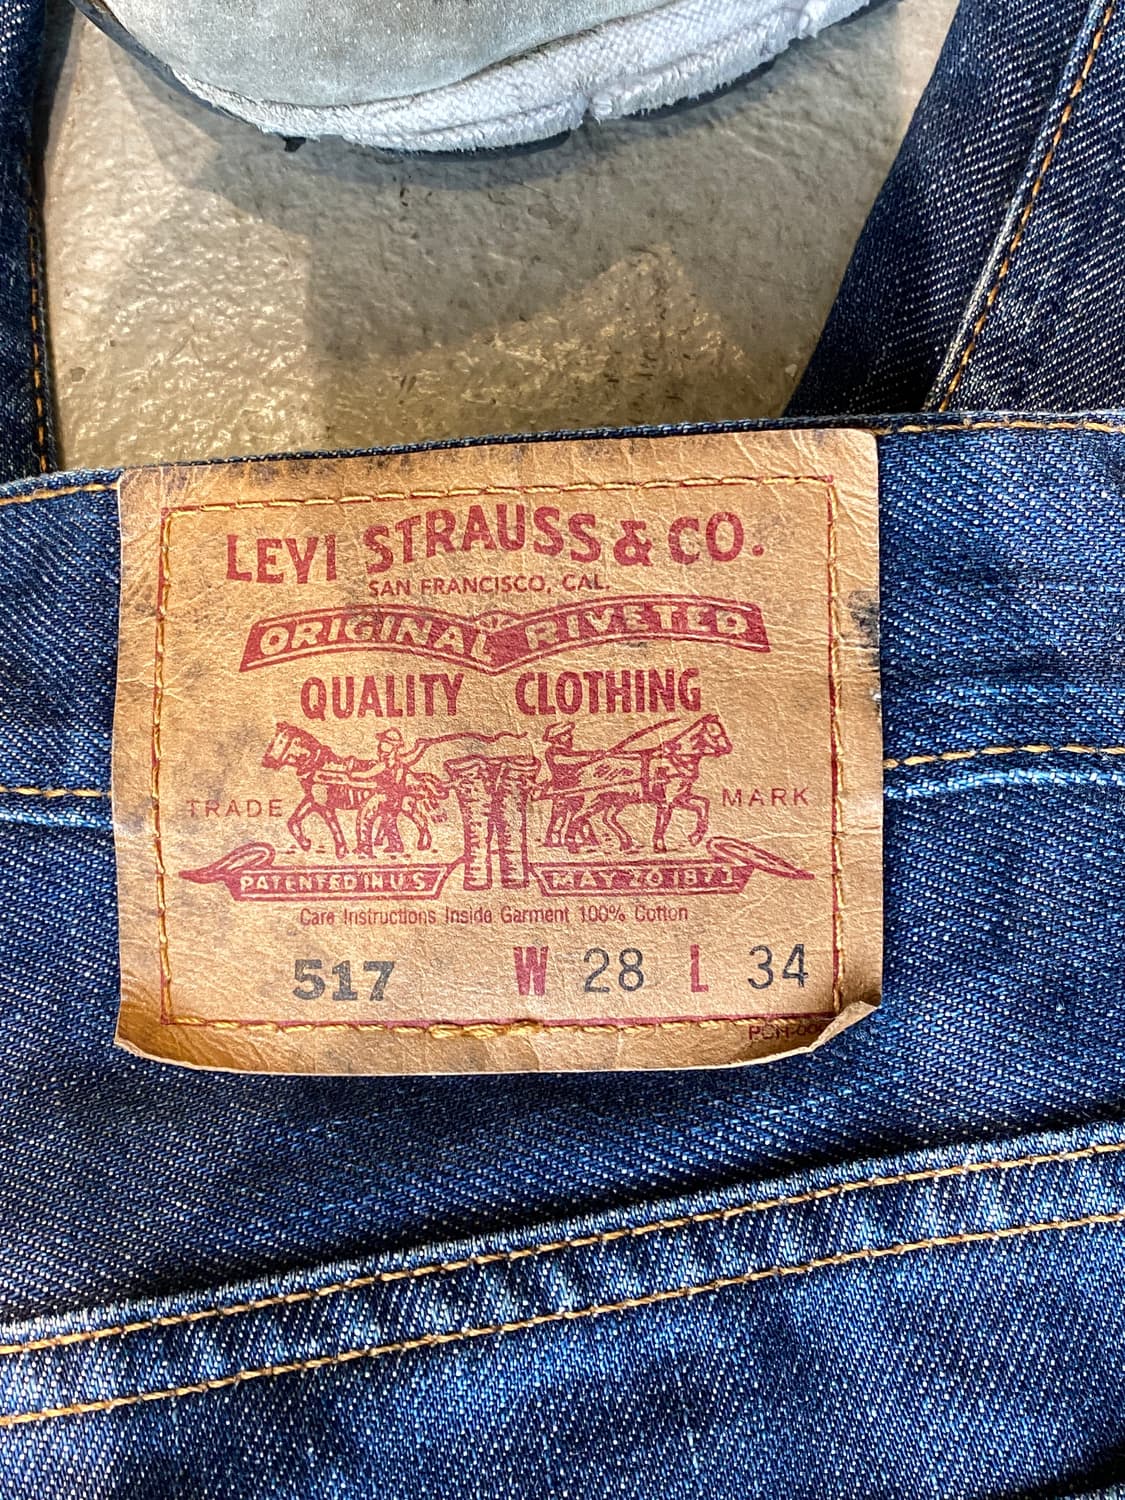 LEVI STRAUSS & CO.
SAN FRANCISCO, CAL.
ORIGINAL RIVETED
QUALITY CLOTHING
TRADE MARK
PATENTED IN U.S MAY 20 1873
Care Instructions Inside Garment 100% Cotton
517 W 28 L 34